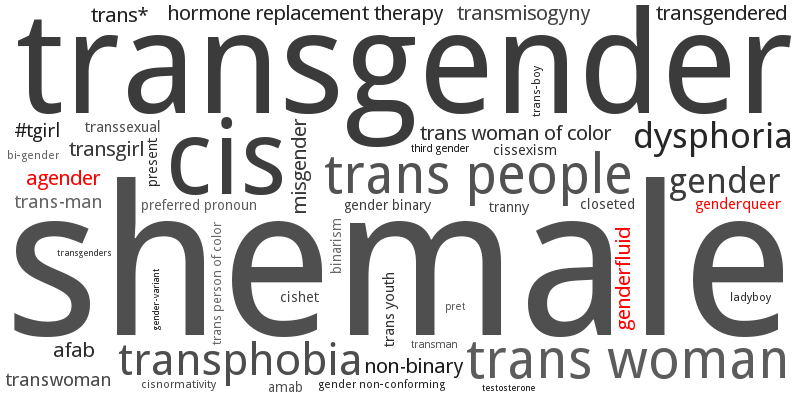 trans*
hormone replacement therapy
transmisogyny
transgendered
transgender
trans-boy
#tgirl
transsexual
cis
trans woman of color
dysphoria
bi-gender
transgirl
present
misgender
third gender
cissexism
agender
trans people
gender
trans-man
preferred pronoun
gender binary
tranny
closeted
genderqueer
shemale
transgenders
gender-variant
trans person of color
binarism
cishet
trans youth
pret
genderfluid
ladyboy
afab
transphobia
transman
non-binary
trans woman
transwoman
cisnormativity
amab
gender non-conforming
testosterone